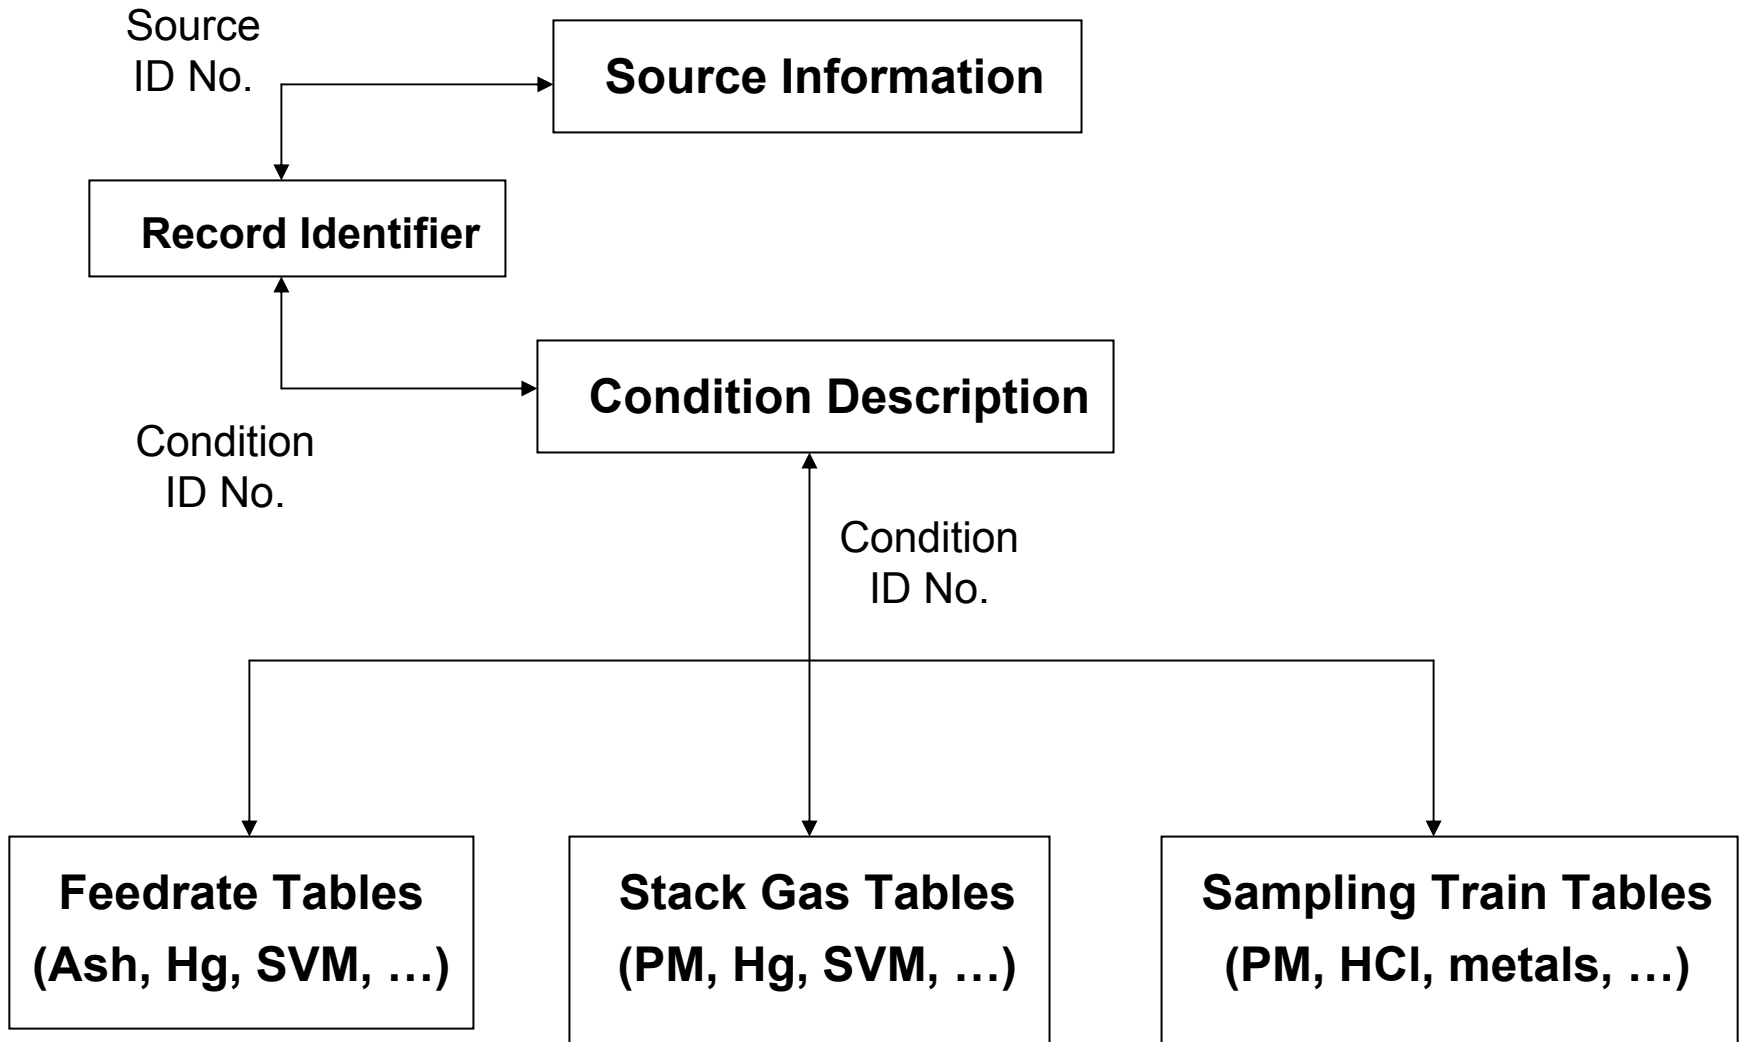 Source
ID No.
Source Information
Record Identifier
Condition Description
Condition
ID No.
Condition
ID No.
Feedrate Tables
(Ash, Hg, SVM, …)
Stack Gas Tables
(PM, Hg, SVM, …)
Sampling Train Tables
(PM, HCl, metals, …)